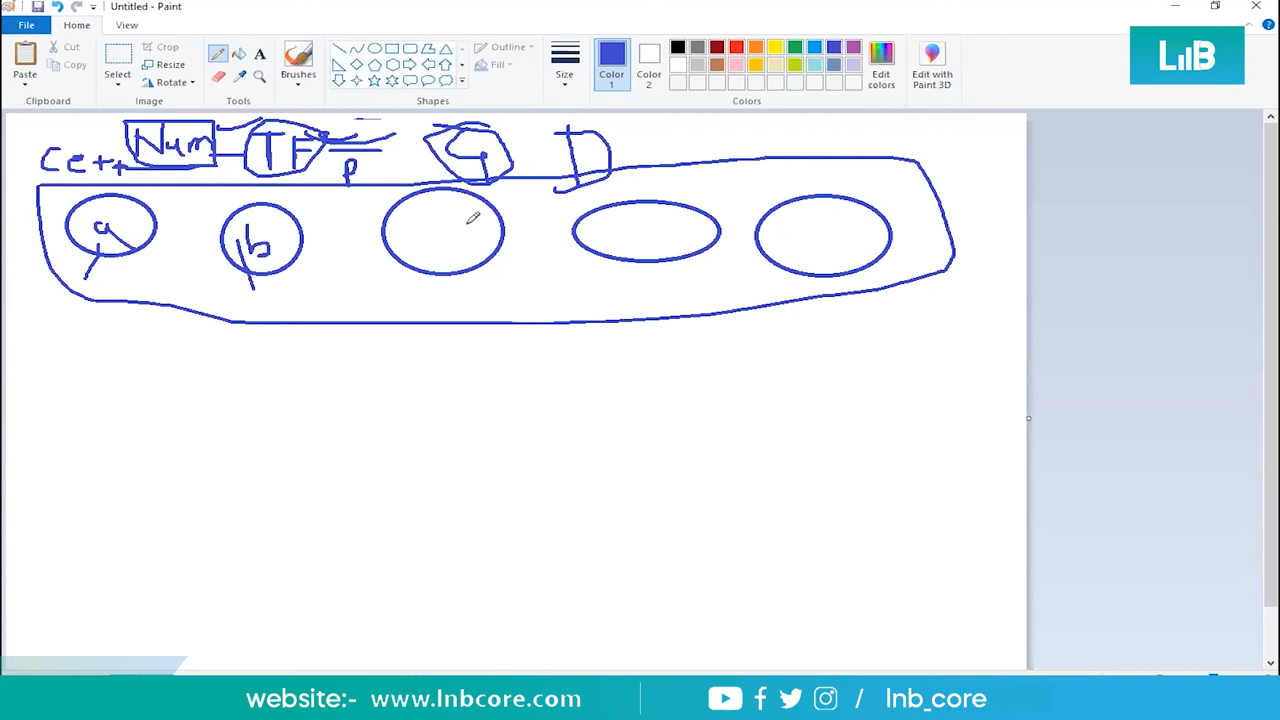 Untitled - Paint
File Home View
Paste Cut Copy Select Crop Resize Rotate Brushes Outline Fill Size Color 1 Color 2 Edit colors Edit with Paint 3D
Clipboard Image Tools Shapes Colors
LNB
Num T P G D
a b
website:- www.lnbcore.com lnb_core